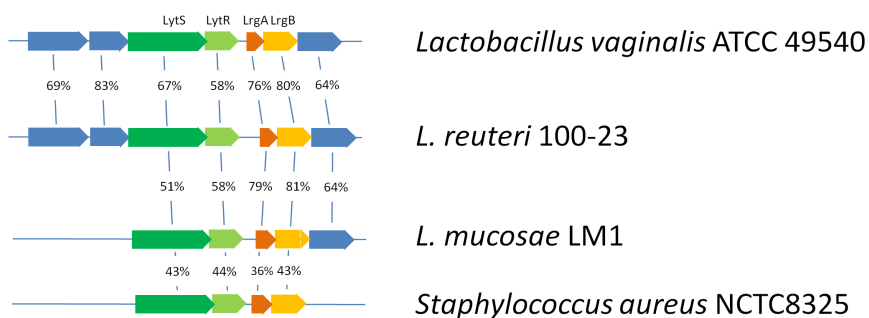 LytS LytR LrgA LrgB
Lactobacillus vaginalis ATCC 49540
69% 83% 67% 58% 76% 80% 64%
L. reuteri 100-23
51% 58% 79% 81% 64%
L. mucosae LM1
43% 44% 36% 43%
Staphylococcus aureus NCTC8325